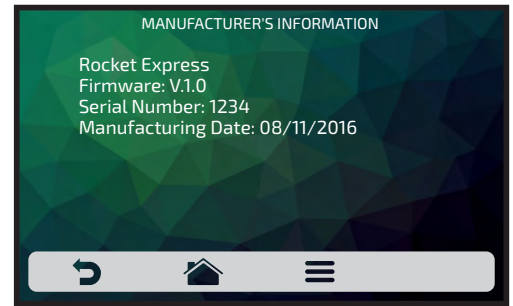 MANUFACTURER'S INFORMATION
Rocket Express
Firmware: V.1.0
Serial Number: 1234
Manufacturing Date: 08/11/2016